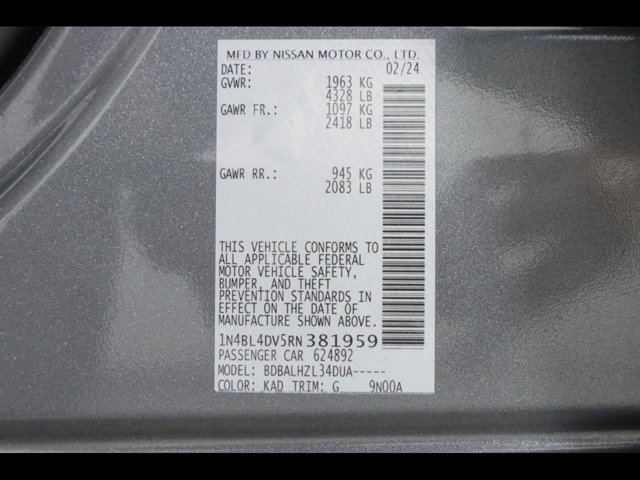 MFD BY NISSAN MOTOR CO., LTD.
DATE: 02/24
GVWR: 1963 KG
4328 LB
GAWR FR.: 1097 KG
2418 LB
GAWR RR.: 945 KG
2083 LB
THIS VEHICLE CONFORMS TO
ALL APPLICABLE FEDERAL
MOTOR VEHICLE SAFETY,
BUMPER, AND THEFT
PREVENTION STANDARDS IN
EFFECT ON THE DATE OF
MANUFACTURE SHOWN ABOVE.
1N4BL4DV5RN381959
PASSENGER CAR 624892
MODEL: BDBALHZL34DUA-----
COLOR: KAD TRIM: G 9N00A